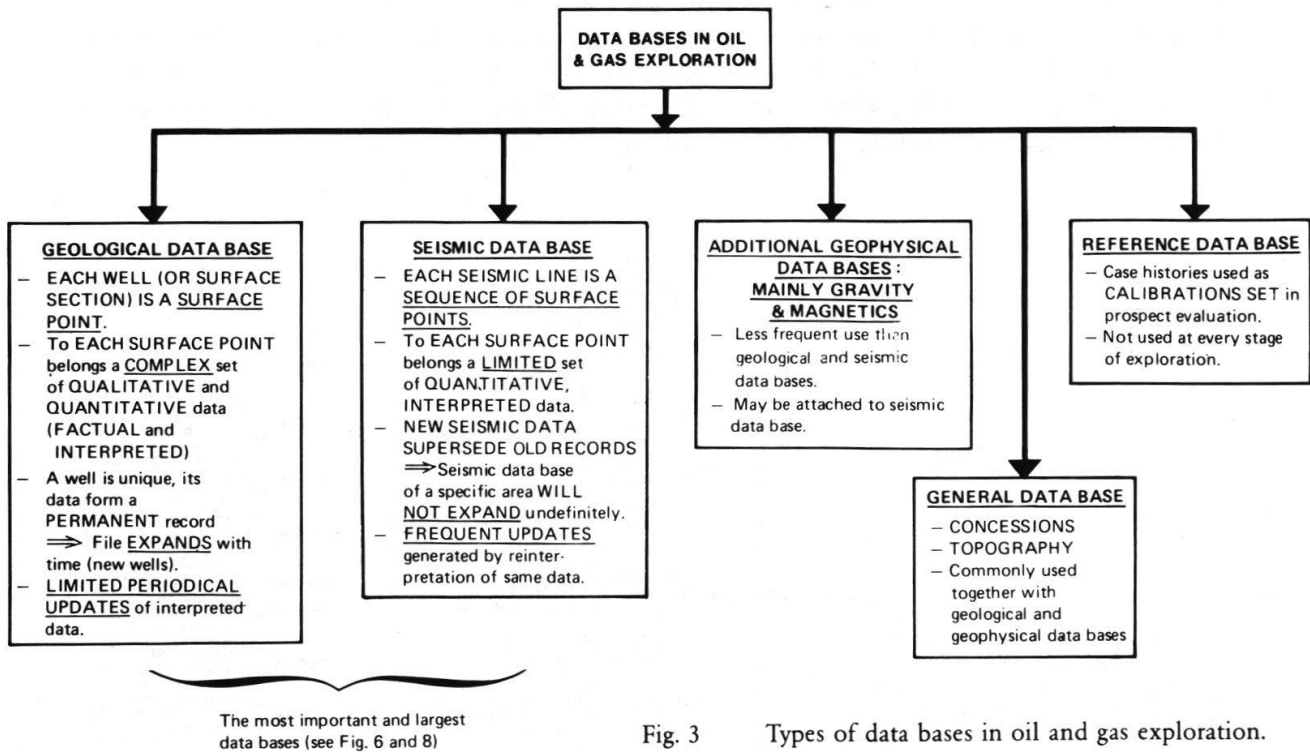 DATA BASES IN OIL
& GAS EXPLORATION
GEOLOGICAL DATA BASE
– EACH WELL (OR SURFACE
SECTION) IS A SURFACE
POINT.
– To EACH SURFACE POINT
belongs a COMPLEX set
of QUALITATIVE and
QUANTITATIVE data
(FACTUAL and
INTERPRETED)
– A well is unique, its
data form a
PERMANENT record
⟹ File EXPANDS with
time (new wells).
– LIMITED PERIODICAL
UPDATES of interpreted
data.
SEISMIC DATA BASE
– EACH SEISMIC LINE IS A
SEQUENCE OF SURFACE
POINTS.
– To EACH SURFACE POINT
belongs a LIMITED set
of QUANTITATIVE,
INTERPRETED data.
– NEW SEISMIC DATA
SUPERSEDE OLD RECORDS
⟹ Seismic data base
of a specific area WILL
NOT EXPAND undefinitely.
– FREQUENT UPDATES
generated by reinter-
pretation of same data.
ADDITIONAL GEOPHYSICAL
DATA BASES :
MAINLY GRAVITY
& MAGNETICS
– Less frequent use then
geological and seismic
data bases.
– May be attached to seismic
data base.
GENERAL DATA BASE
– CONCESSIONS
– TOPOGRAPHY
– Commonly used
together with
geological and
geophysical data bases
REFERENCE DATA BASE
– Case histories used as
CALIBRATIONS SET in
prospect evaluation.
– Not used at every stage
of exploration.
The most important and largest
data bases (see Fig. 6 and 8)
Fig. 3 Types of data bases in oil and gas exploration.